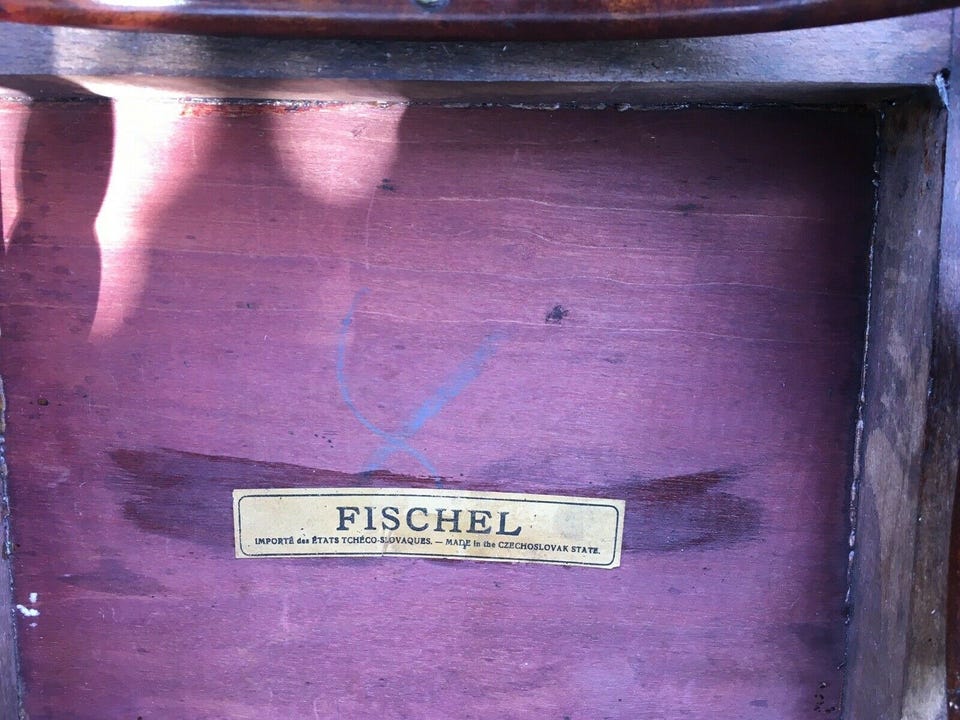 FISCHEL
IMPORTÉ des ÉTATS TCHÉCO-SLOVAQUES. — MADE in the CZECHOSLOVAK STATE.